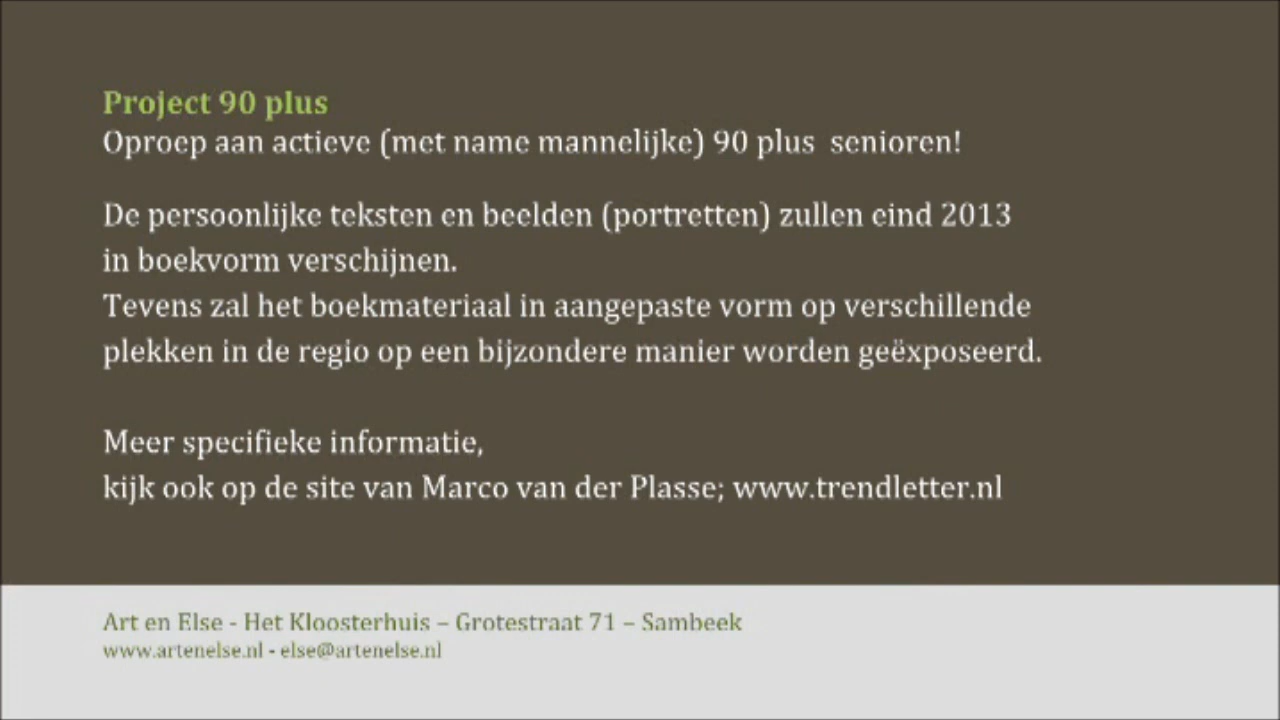 Project 90 plus
Oproep aan actieve (met name mannelijke) 90 plus  senioren!
De persoonlijke teksten en beelden (portretten) zullen eind 2013
in boekvorm verschijnen.
Tevens zal het boekmateriaal in aangepaste vorm op verschillende
plekken in de regio op een bijzondere manier worden geëxposeerd.
Meer specifieke informatie,
kijk ook op de site van Marco van der Plasse; www.trendletter.nl
Art en Else - Het Kloosterhuis – Grotestraat 71 – Sambeek
www.artenelse.nl - else@artenelse.nl